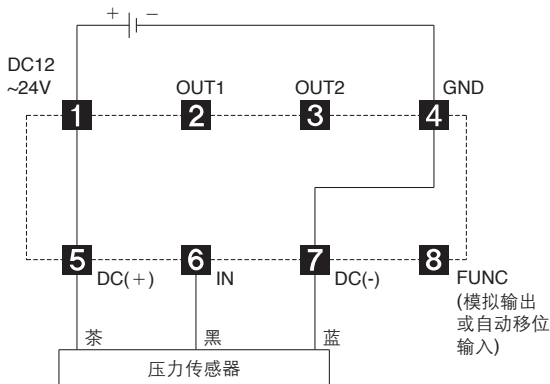 + −
DC12
~24V
OUT1
OUT2
GND
1
2
3
4
5
6
7
8
DC(+)
IN
DC(-)
FUNC
(模拟输出
或自动移位
输入)
茶
黑
蓝
压力传感器